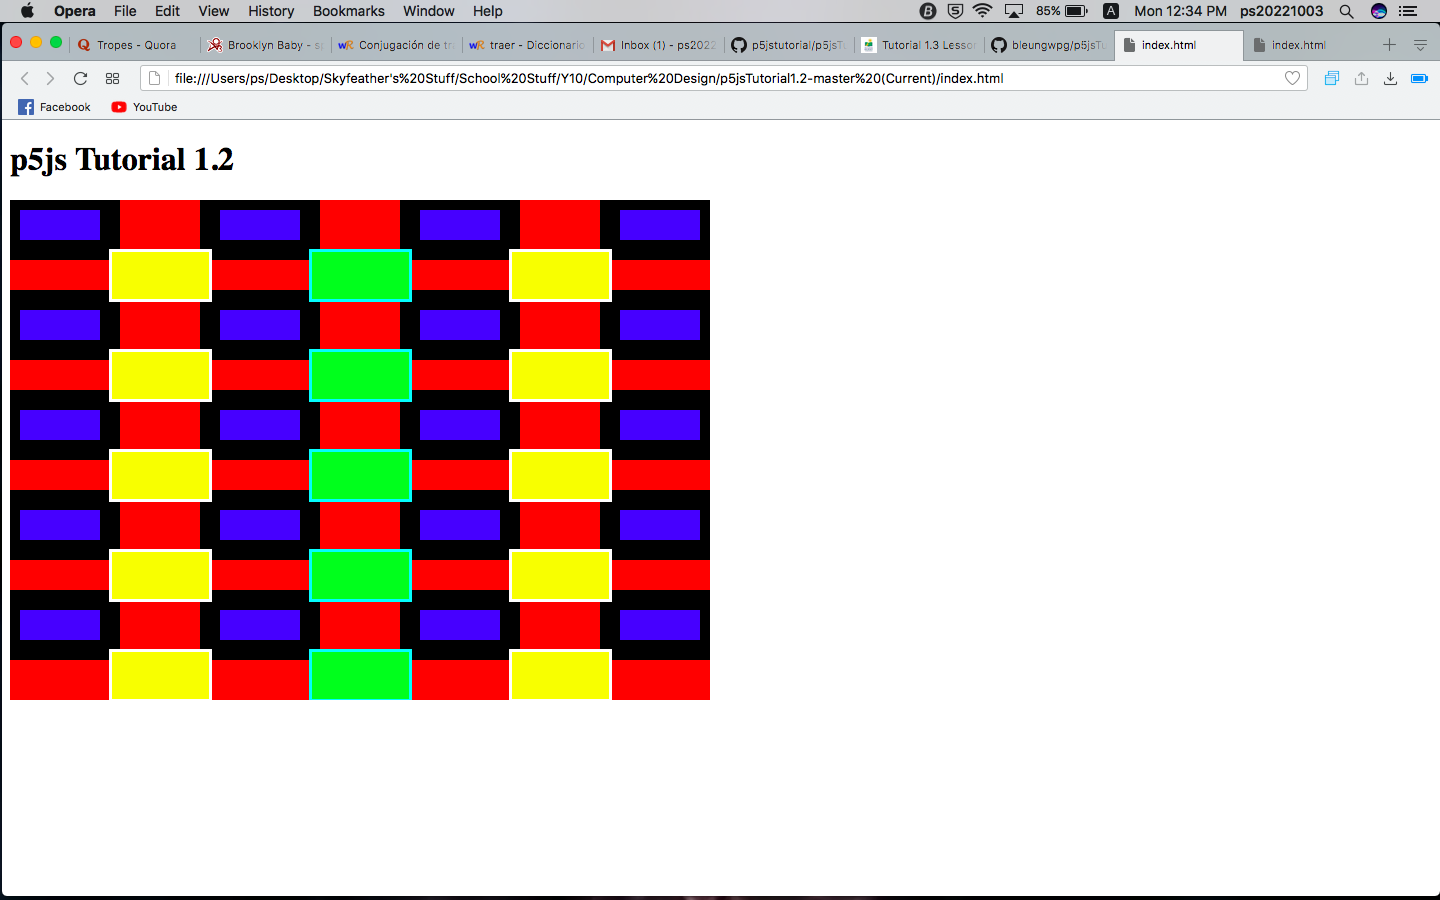 Opera File Edit View History Bookmarks Window Help 85% A Mon 12:34 PM ps20221003
Tropes - Quora Brooklyn Baby - s Conjugación de tr traer - Diccionario Inbox (1) - ps2022 p5jstutorial/p5jsTu Tutorial 1.3 Lesson bleungwpg/p5jsTu index.html index.html
file:///Users/ps/Desktop/Skyfeather's%20Stuff/School%20Stuff/Y10/Computer%20Design/p5jsTutorial1.2-master%20(Current)/index.html
Facebook YouTube
p5js Tutorial 1.2